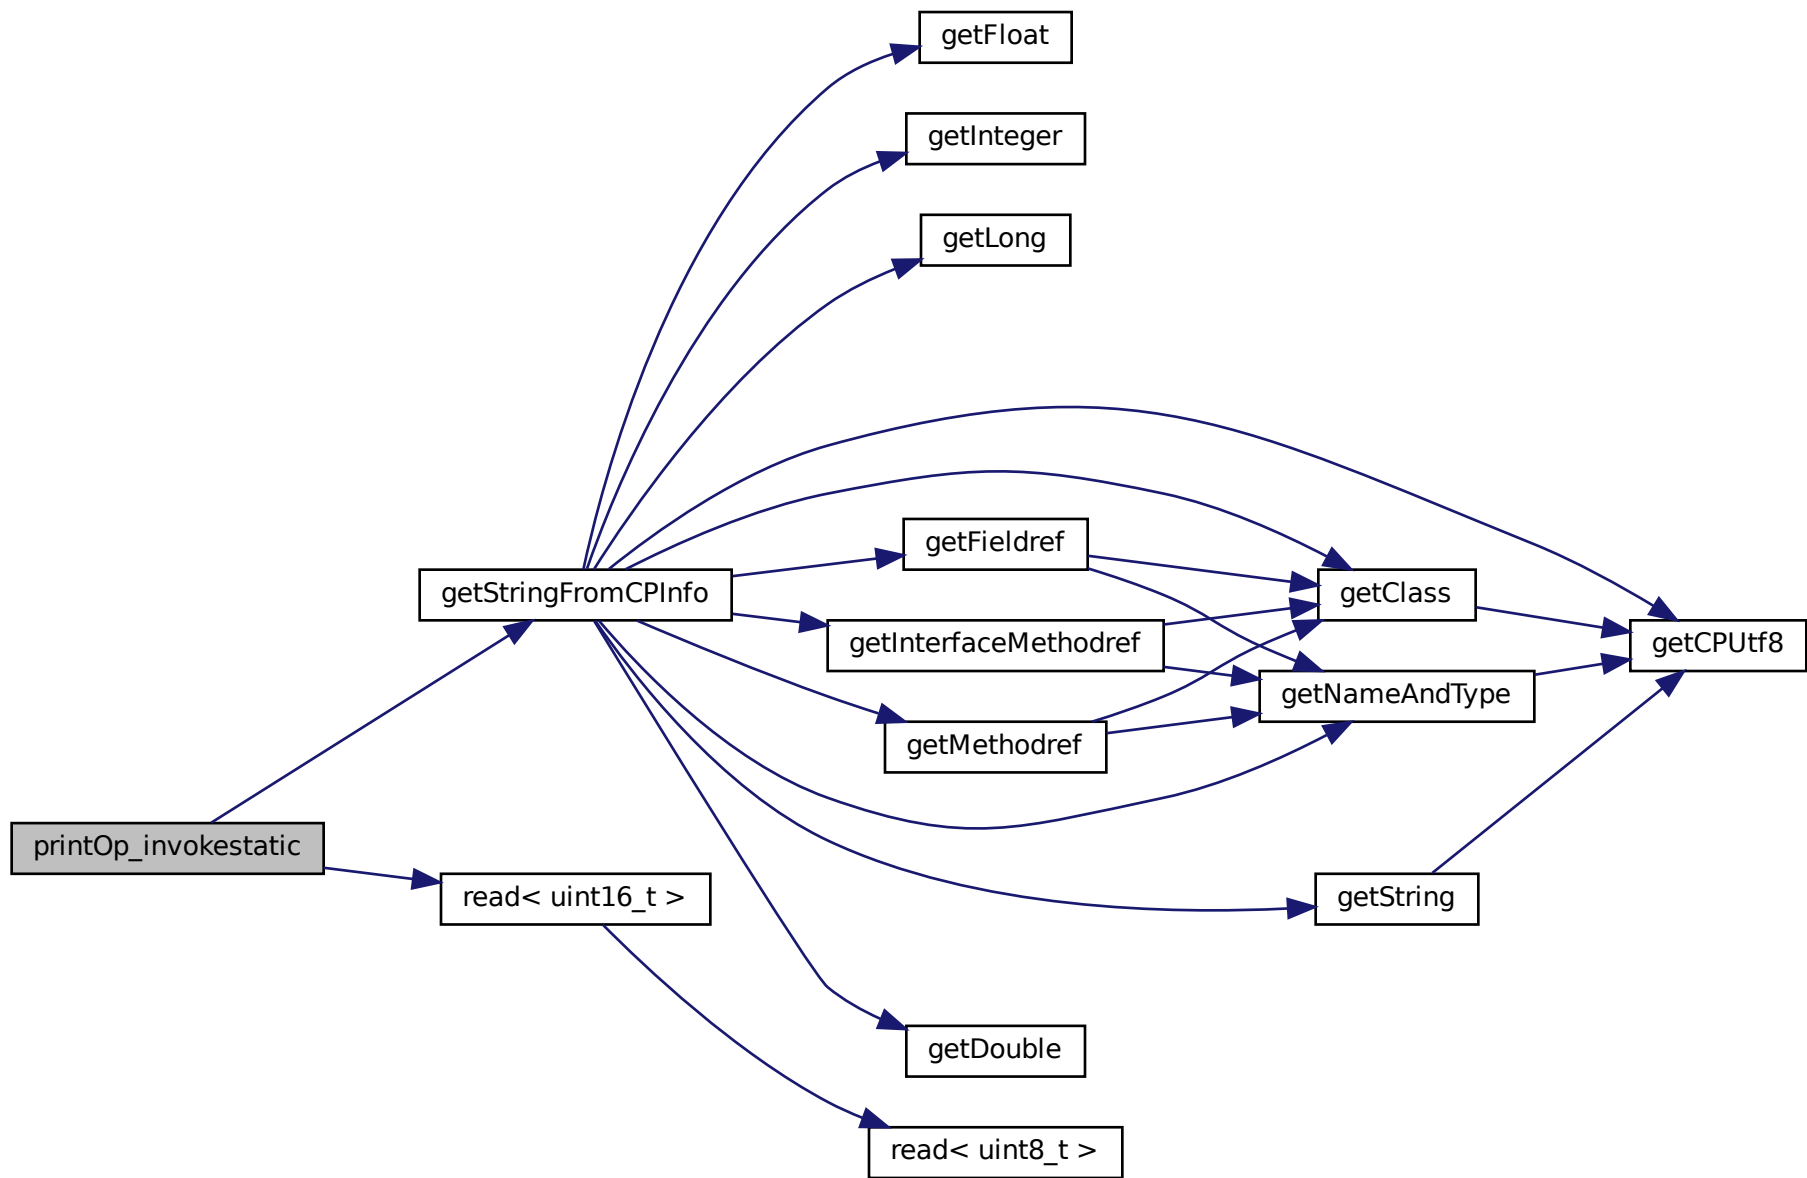 getFloat
getInteger
getLong
getFieldref
getStringFromCPInfo
getClass
getInterfaceMethodref
getCPUtf8
getNameAndType
getMethodref
printOp_invokestatic
read< uint16_t >
getString
getDouble
read< uint8_t >